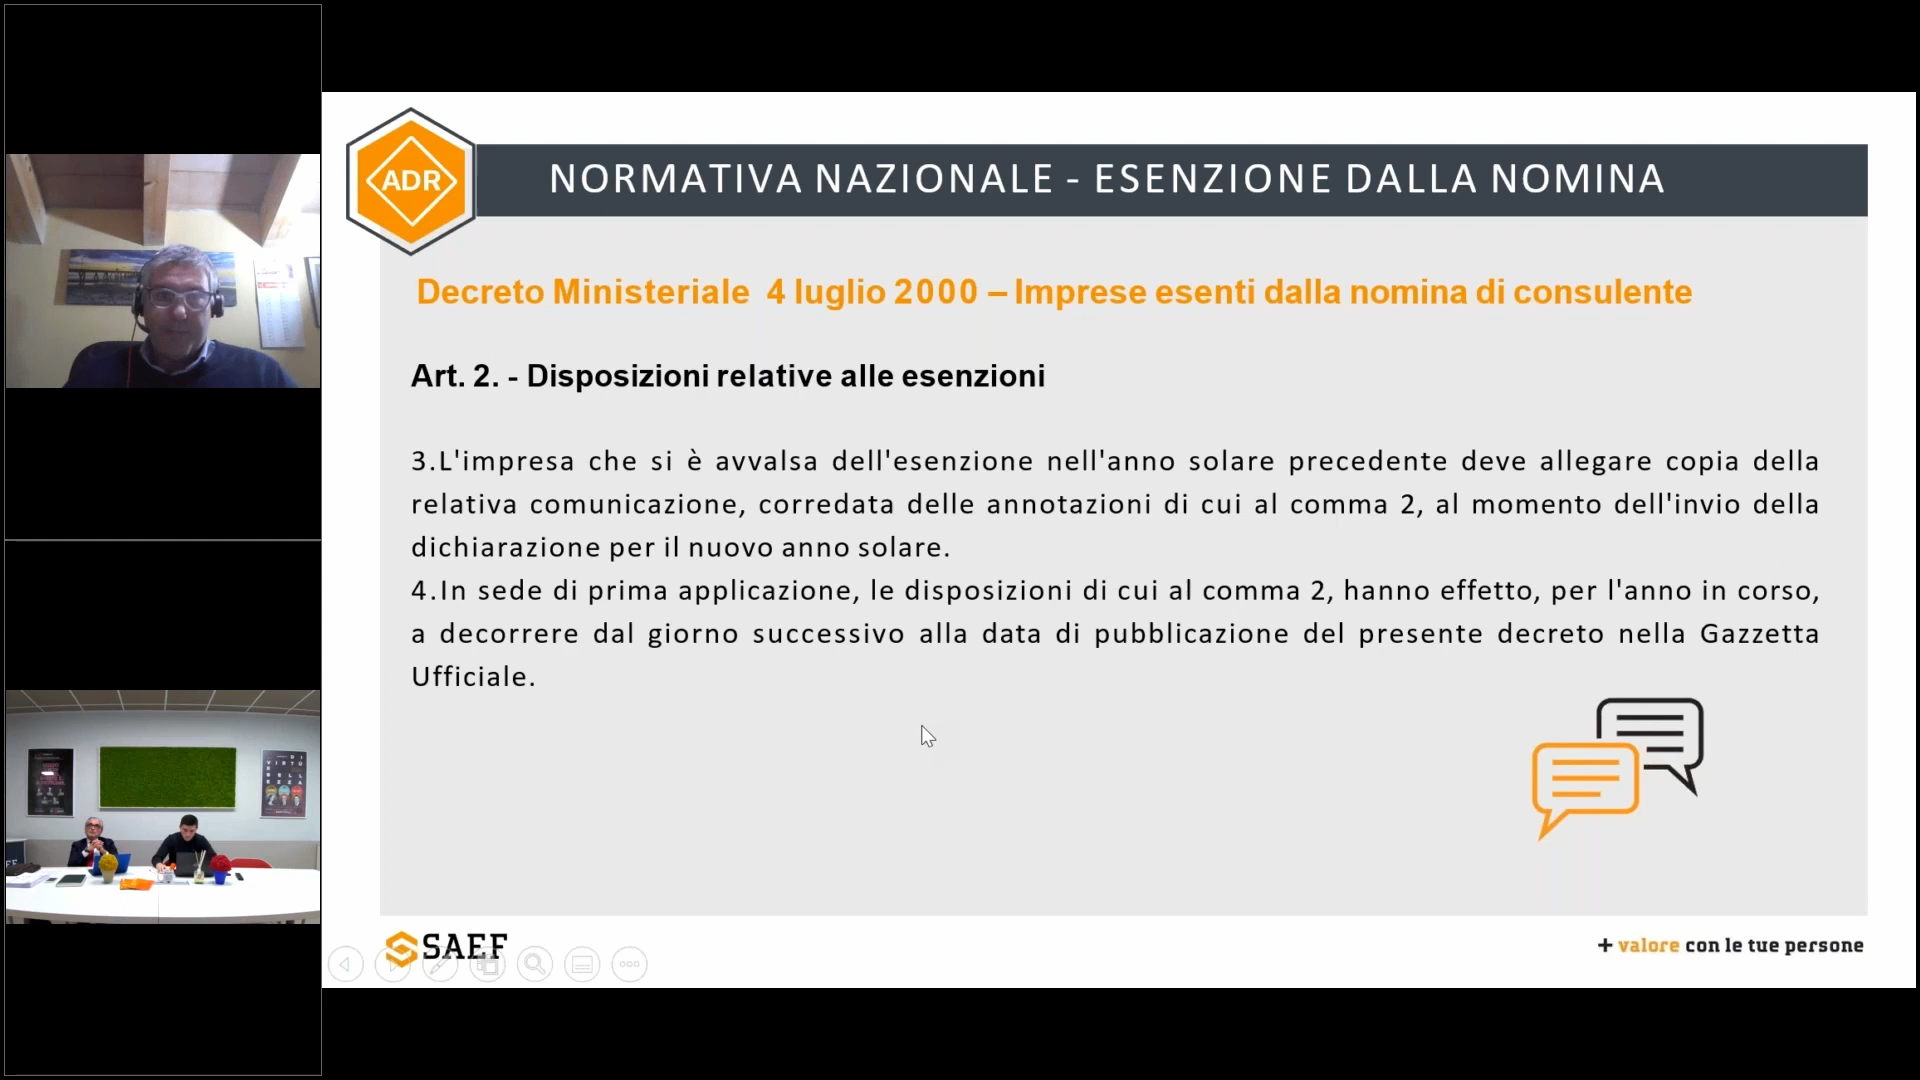 ADR
NORMATIVA NAZIONALE - ESENZIONE DALLA NOMINA
Decreto Ministeriale 4 luglio 2000 – Imprese esenti dalla nomina di consulente
Art. 2. - Disposizioni relative alle esenzioni
3.L'impresa che si è avvalsa dell'esenzione nell'anno solare precedente deve allegare copia della
relativa comunicazione, corredata delle annotazioni di cui al comma 2, al momento dell'invio della
dichiarazione per il nuovo anno solare.
4.In sede di prima applicazione, le disposizioni di cui al comma 2, hanno effetto, per l'anno in corso,
a decorrere dal giorno successivo alla data di pubblicazione del presente decreto nella Gazzetta
Ufficiale.
SAEF
+ valore con le tue persone